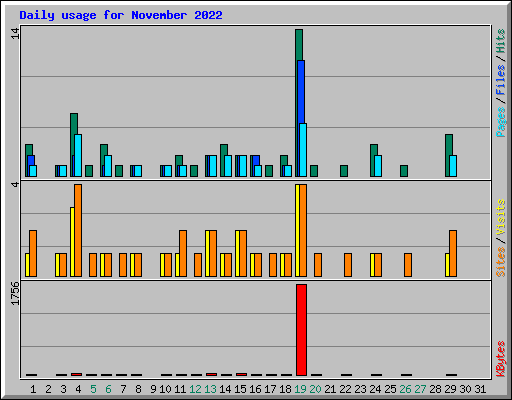 Daily usage for November 2022
14
Pages / Files / Hits
4
Sites / Visits
1756
KBytes
1 2 3 4 5 6 7 8 9 10 11 12 13 14 15 16 17 18 19 20 21 22 23 24 25 26 27 28 29 30 31